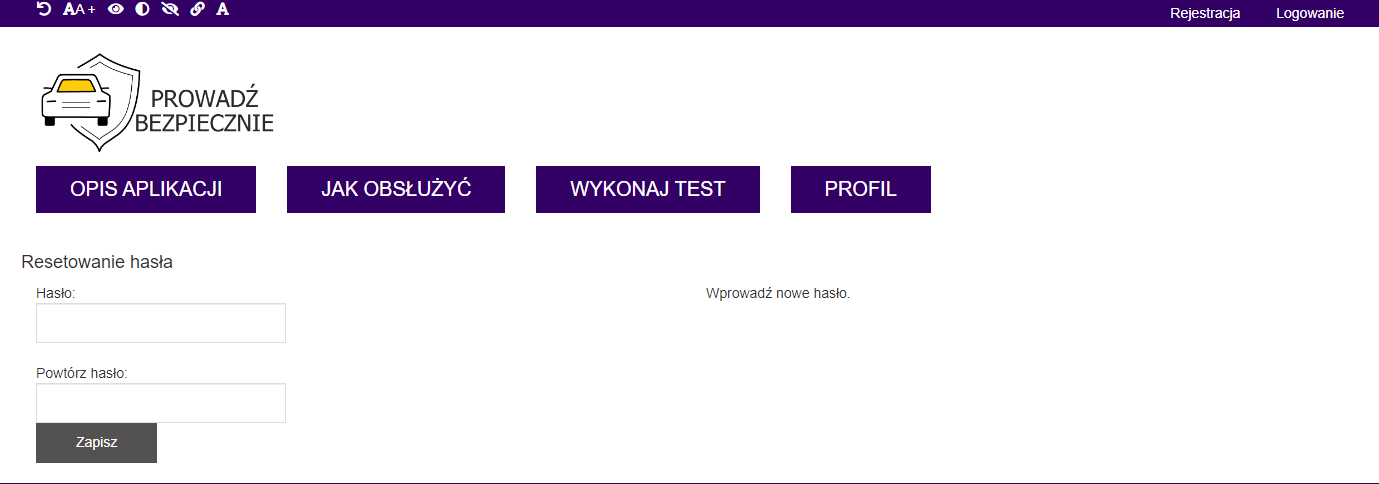 AA + A
Rejestracja Logowanie
PROWADŹ
BEZPIECZNIE
OPIS APLIKACJI JAK OBSŁUŻYĆ WYKONAJ TEST PROFIL
Resetowanie hasła
Hasło: Wprowadź nowe hasło.
Powtórz hasło:
Zapisz